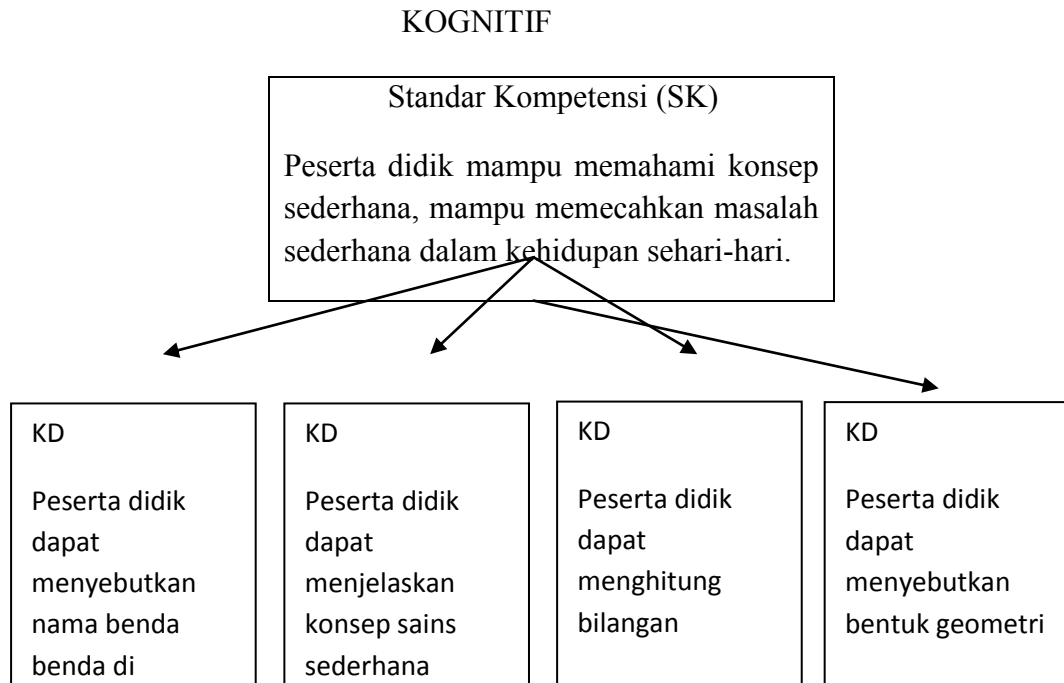 KOGNITIF
Standar Kompetensi (SK)
Peserta didik mampu memahami konsep
sederhana, mampu memecahkan masalah
sederhana dalam kehidupan sehari-hari.
KD
Peserta didik
dapat
menyebutkan
nama benda
benda di
KD
Peserta didik
dapat
menjelaskan
konsep sains
sederhana
KD
Peserta didik
dapat
menghitung
bilangan
KD
Peserta didik
dapat
menyebutkan
bentuk geometri